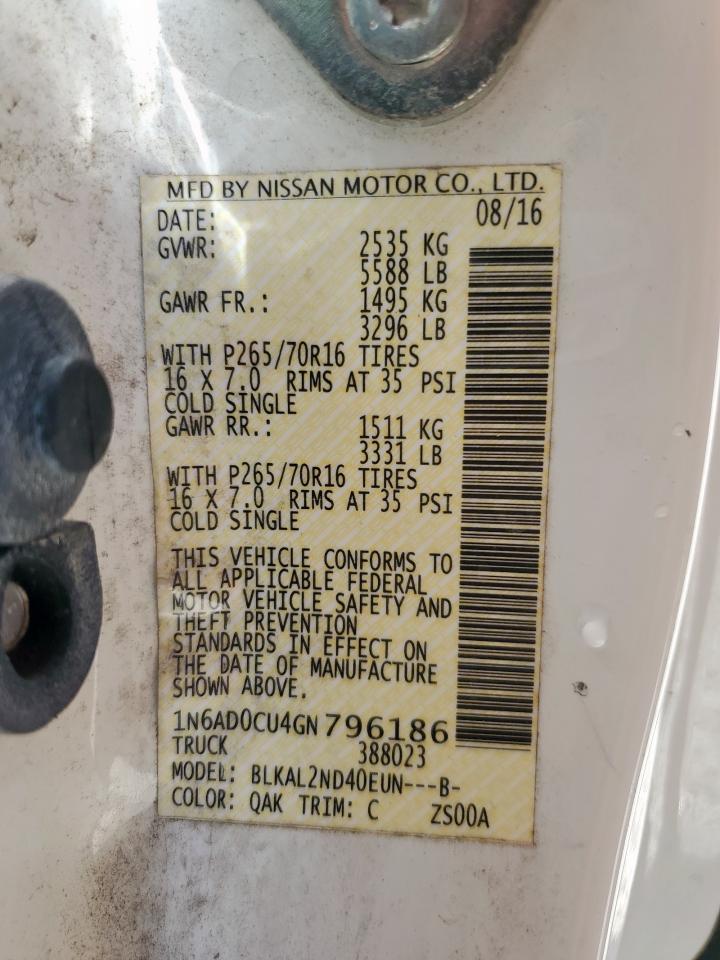 MFD BY NISSAN MOTOR CO., LTD.
DATE: 08/16
GVWR: 2535 KG
5588 LB
GAWR FR.: 1495 KG
3296 LB
WITH P265/70R16 TIRES
16 X 7.0 RIMS AT 35 PSI
COLD SINGLE
GAWR RR.: 1511 KG
3331 LB
WITH P265/70R16 TIRES
16 X 7.0 RIMS AT 35 PSI
COLD SINGLE
THIS VEHICLE CONFORMS TO
ALL APPLICABLE FEDERAL
MOTOR VEHICLE SAFETY AND
THEFT PREVENTION
STANDARDS IN EFFECT ON
THE DATE OF MANUFACTURE
SHOWN ABOVE.
1N6AD0CU4GN796186
TRUCK 388023
MODEL: BLKAL2ND40EUN---B-
COLOR: QAK TRIM: C ZS00A